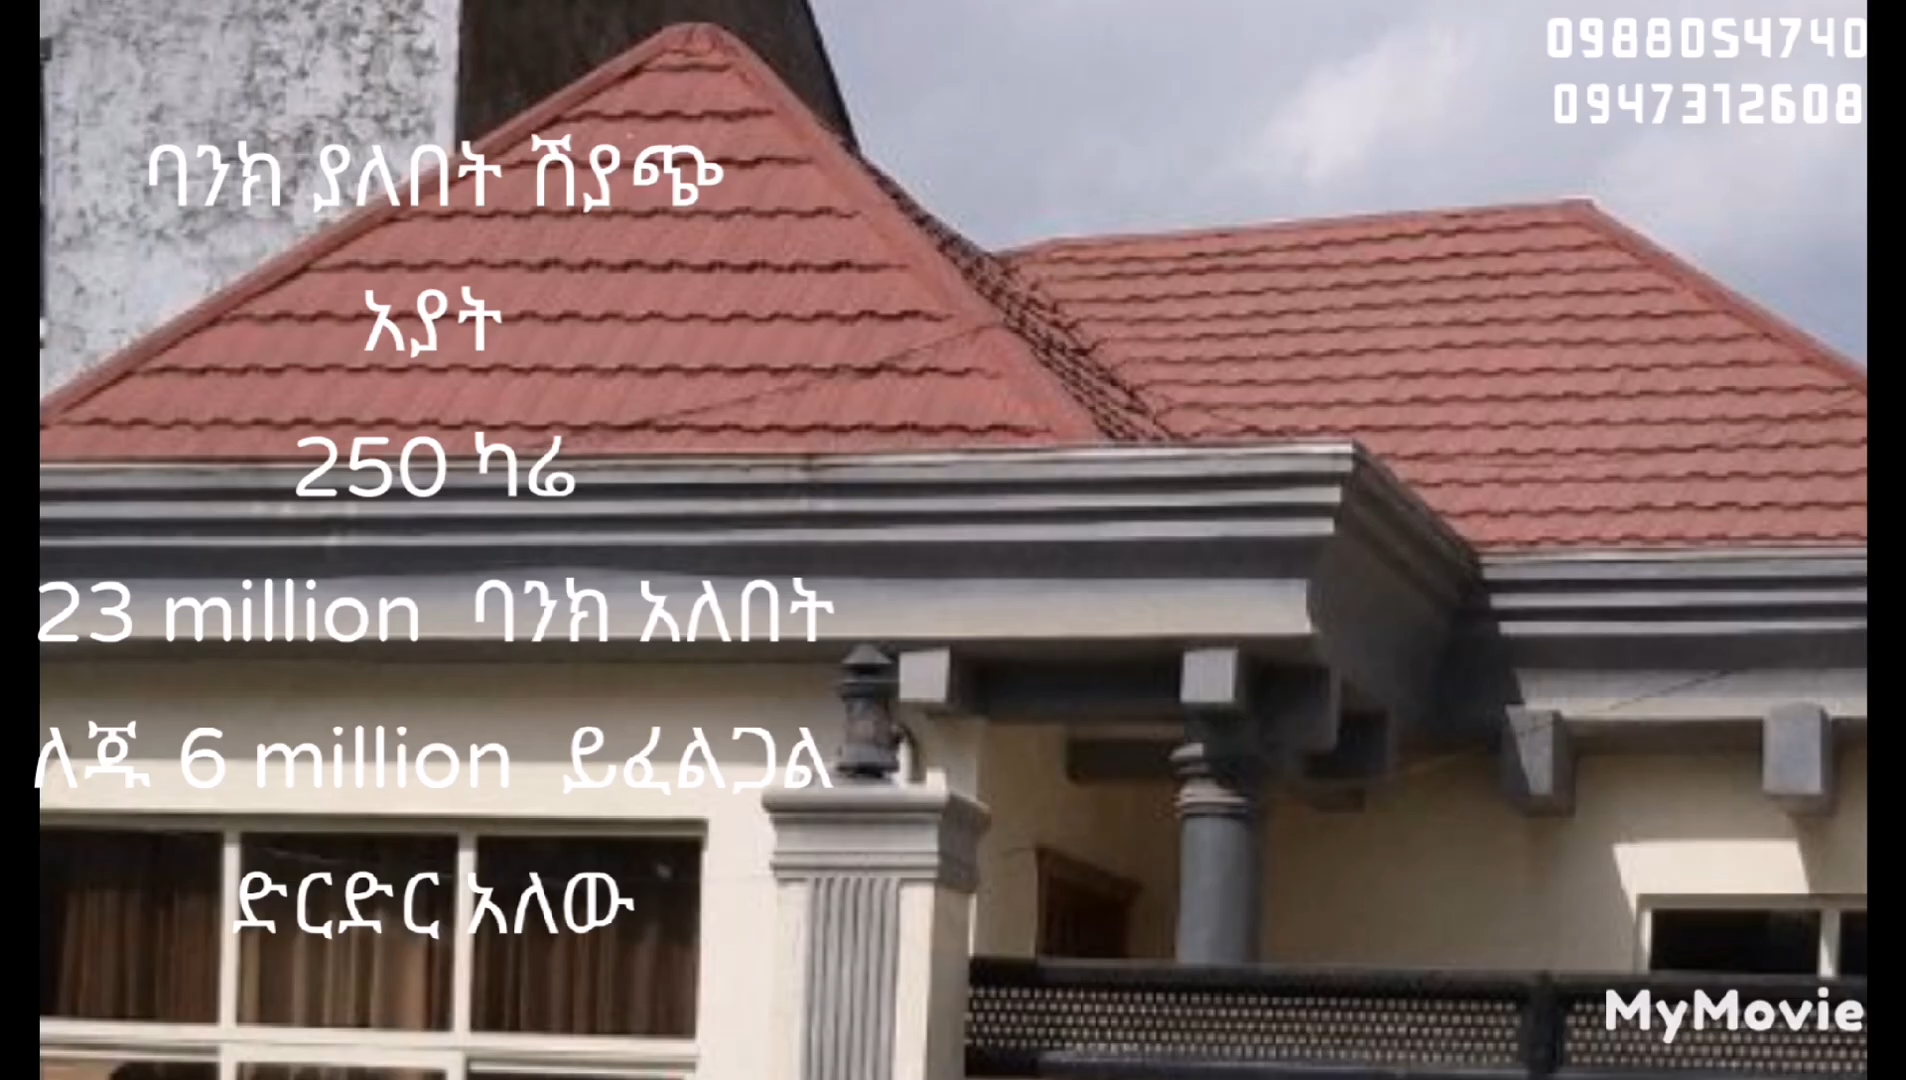 0988054740
0947312608
ባንክ ያለበት ሽያጭ
አያት
250 ካሬ
23 million ባንክ አለበት
ለጁ 6 million ይፈልጋል
ድርድር አለው
MyMovie